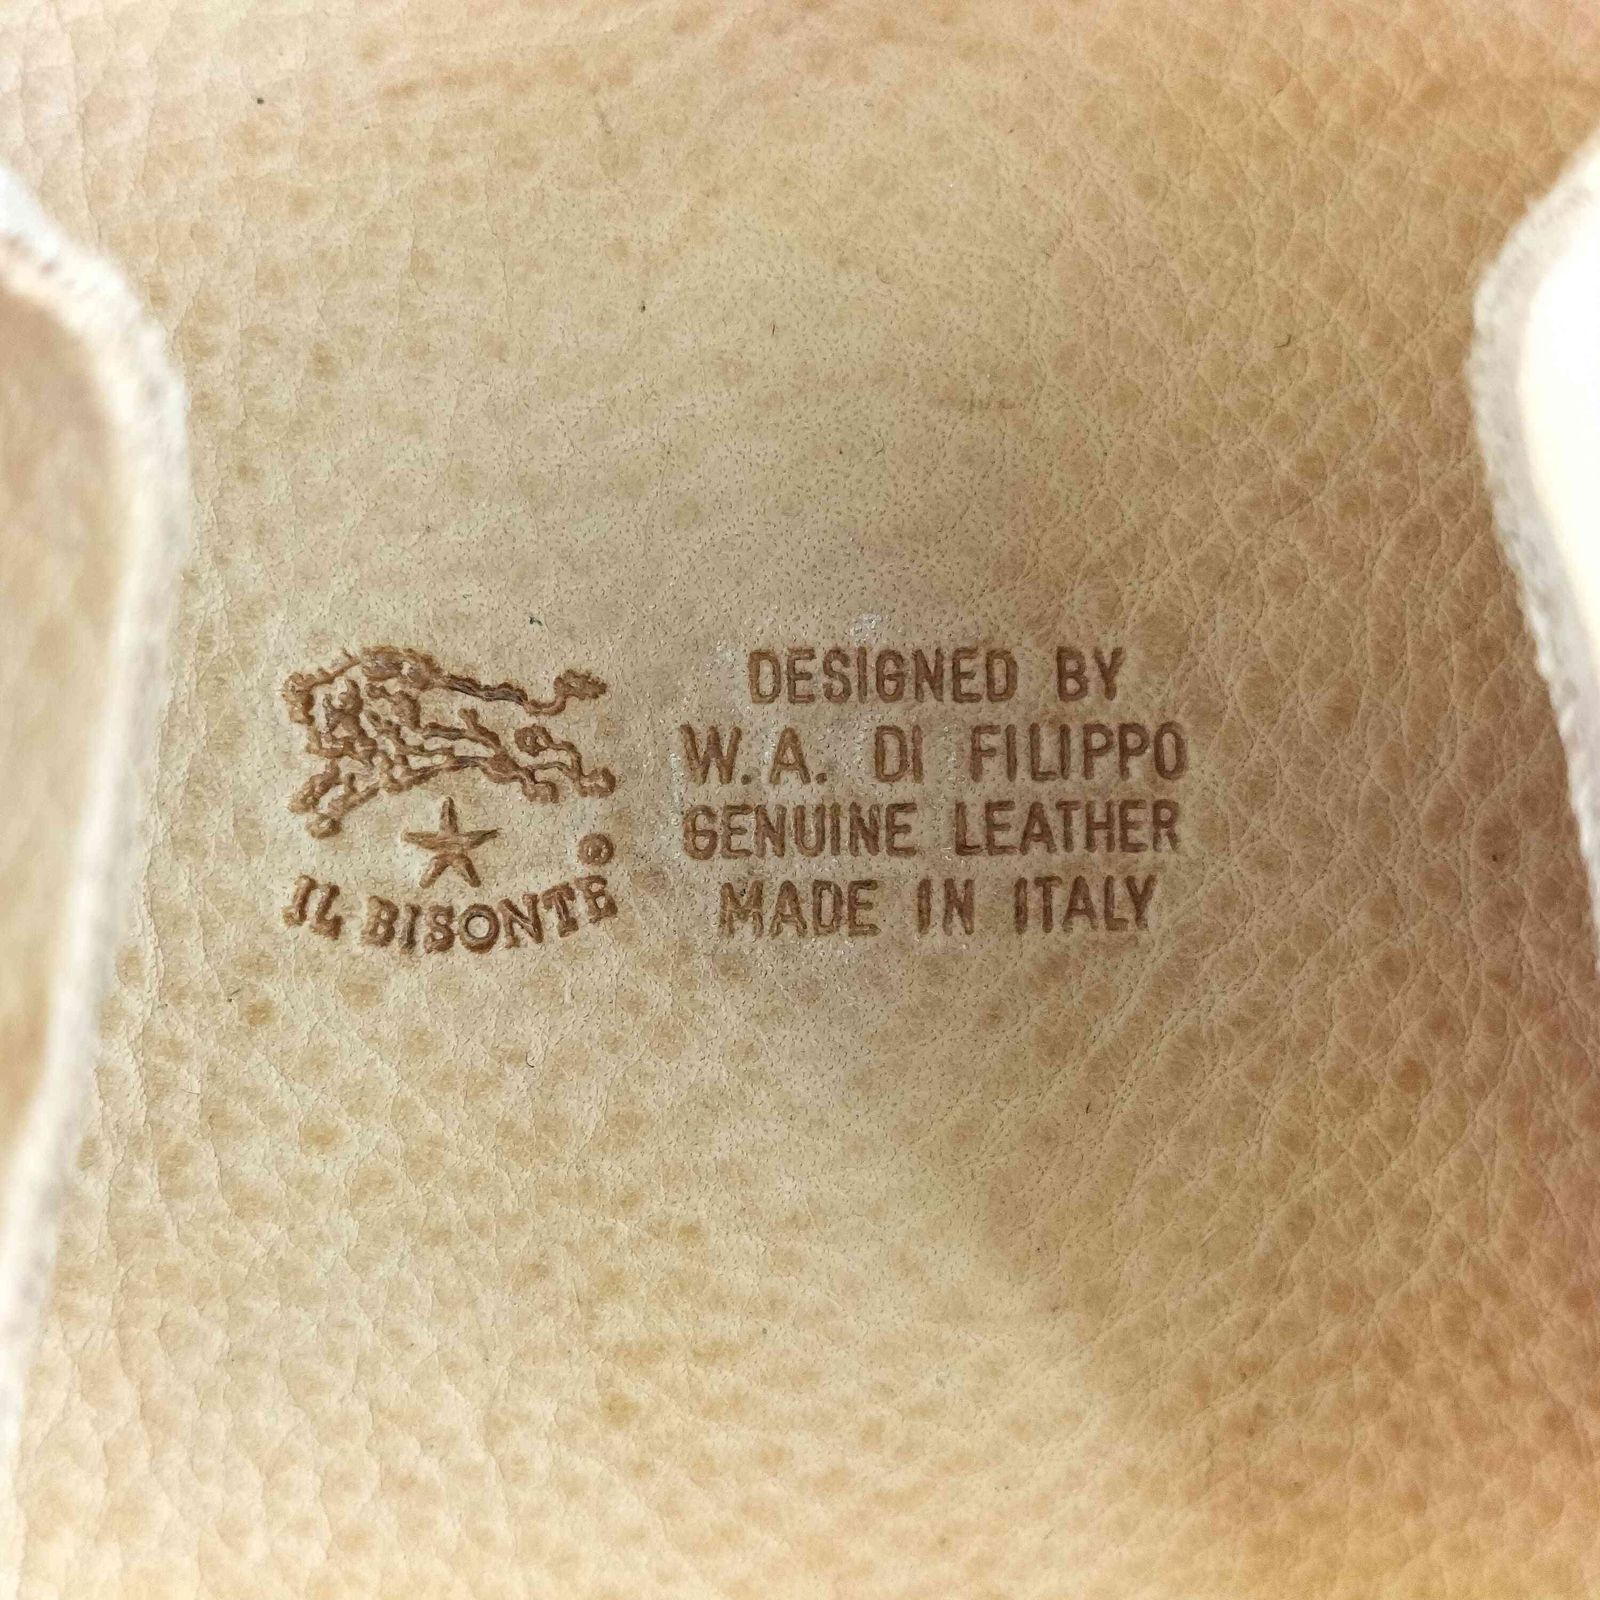 IL BISONTE ®
DESIGNED BY
W.A. DI FILIPPO
GENUINE LEATHER
MADE IN ITALY